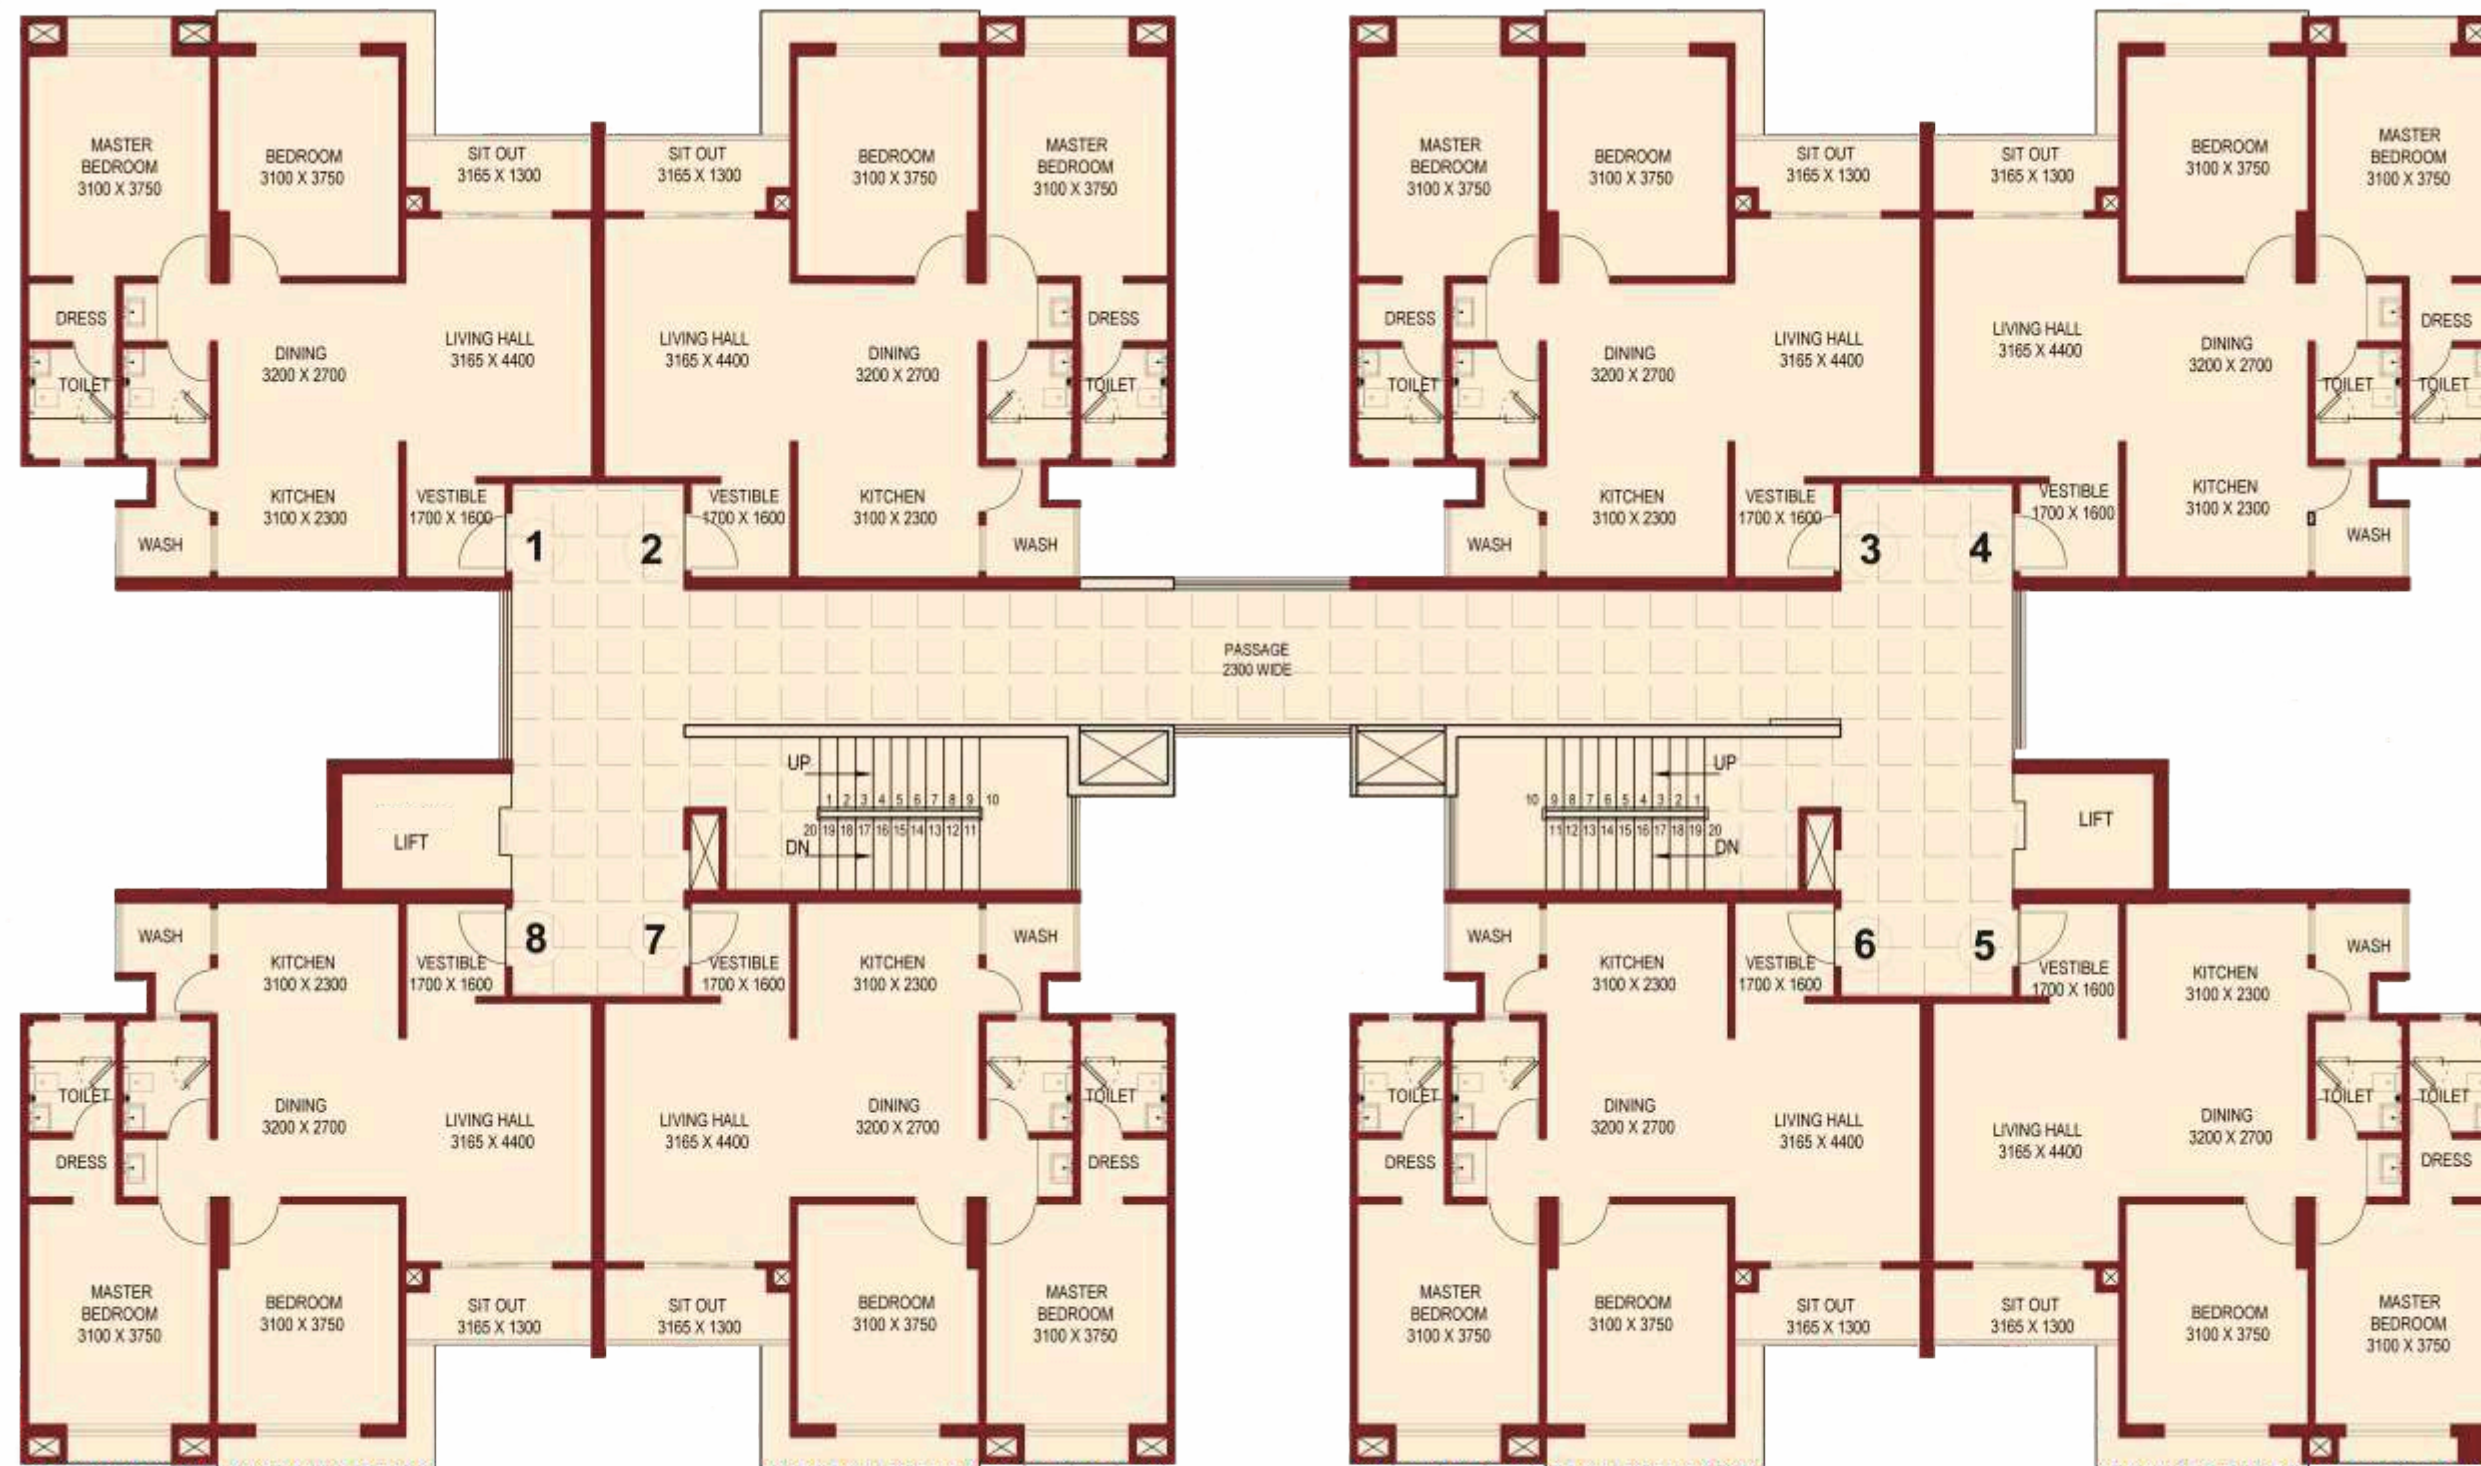 MASTER
BEDROOM
3100 X 3750
BEDROOM
3100 X 3750
SIT OUT
3165 X 1300
SIT OUT
3165 X 1300
BEDROOM
3100 X 3750
MASTER
BEDROOM
3100 X 3750
MASTER
BEDROOM
3100 X 3750
BEDROOM
3100 X 3750
SIT OUT
3165 X 1300
SIT OUT
3165 X 1300
BEDROOM
3100 X 3750
MASTER
BEDROOM
3100 X 3750
DRESS
TOILET
DINING
3200 X 2700
LIVING HALL
3165 X 4400
LIVING HALL
3165 X 4400
DINING
3200 X 2700
DRESS
TOILET
DRESS
TOILET
DINING
3200 X 2700
LIVING HALL
3165 X 4400
LIVING HALL
3165 X 4400
DINING
3200 X 2700
TOILET
DRESS
TOILET
WASH
KITCHEN
3100 X 2300
VESTIBLE
1700 X 1600
1
2
VESTIBLE
1700 X 1600
KITCHEN
3100 X 2300
WASH
WASH
KITCHEN
3100 X 2300
VESTIBLE
1700 X 1600
3
4
VESTIBLE
1700 X 1600
KITCHEN
3100 X 2300
WASH
PASSAGE
2300 WIDE
LIFT
UP
1 2 3 4 5 6 7 8 9 10
20 19 18 17 16 15 14 13 12 11
DN
UP
10 9 8 7 6 5 4 3 2 1
11 12 13 14 15 16 17 18 19 20
DN
LIFT
WASH
KITCHEN
3100 X 2300
VESTIBLE
1700 X 1600
8
7
VESTIBLE
1700 X 1600
KITCHEN
3100 X 2300
WASH
WASH
KITCHEN
3100 X 2300
VESTIBLE
1700 X 1600
6
5
VESTIBLE
1700 X 1600
KITCHEN
3100 X 2300
WASH
TOILET
DRESS
DINING
3200 X 2700
LIVING HALL
3165 X 4400
LIVING HALL
3165 X 4400
DINING
3200 X 2700
TOILET
DRESS
TOILET
DRESS
DINING
3200 X 2700
LIVING HALL
3165 X 4400
LIVING HALL
3165 X 4400
DINING
3200 X 2700
TOILET
TOILET
DRESS
MASTER
BEDROOM
3100 X 3750
BEDROOM
3100 X 3750
SIT OUT
3165 X 1300
SIT OUT
3165 X 1300
BEDROOM
3100 X 3750
MASTER
BEDROOM
3100 X 3750
MASTER
BEDROOM
3100 X 3750
BEDROOM
3100 X 3750
SIT OUT
3165 X 1300
SIT OUT
3165 X 1300
BEDROOM
3100 X 3750
MASTER
BEDROOM
3100 X 3750